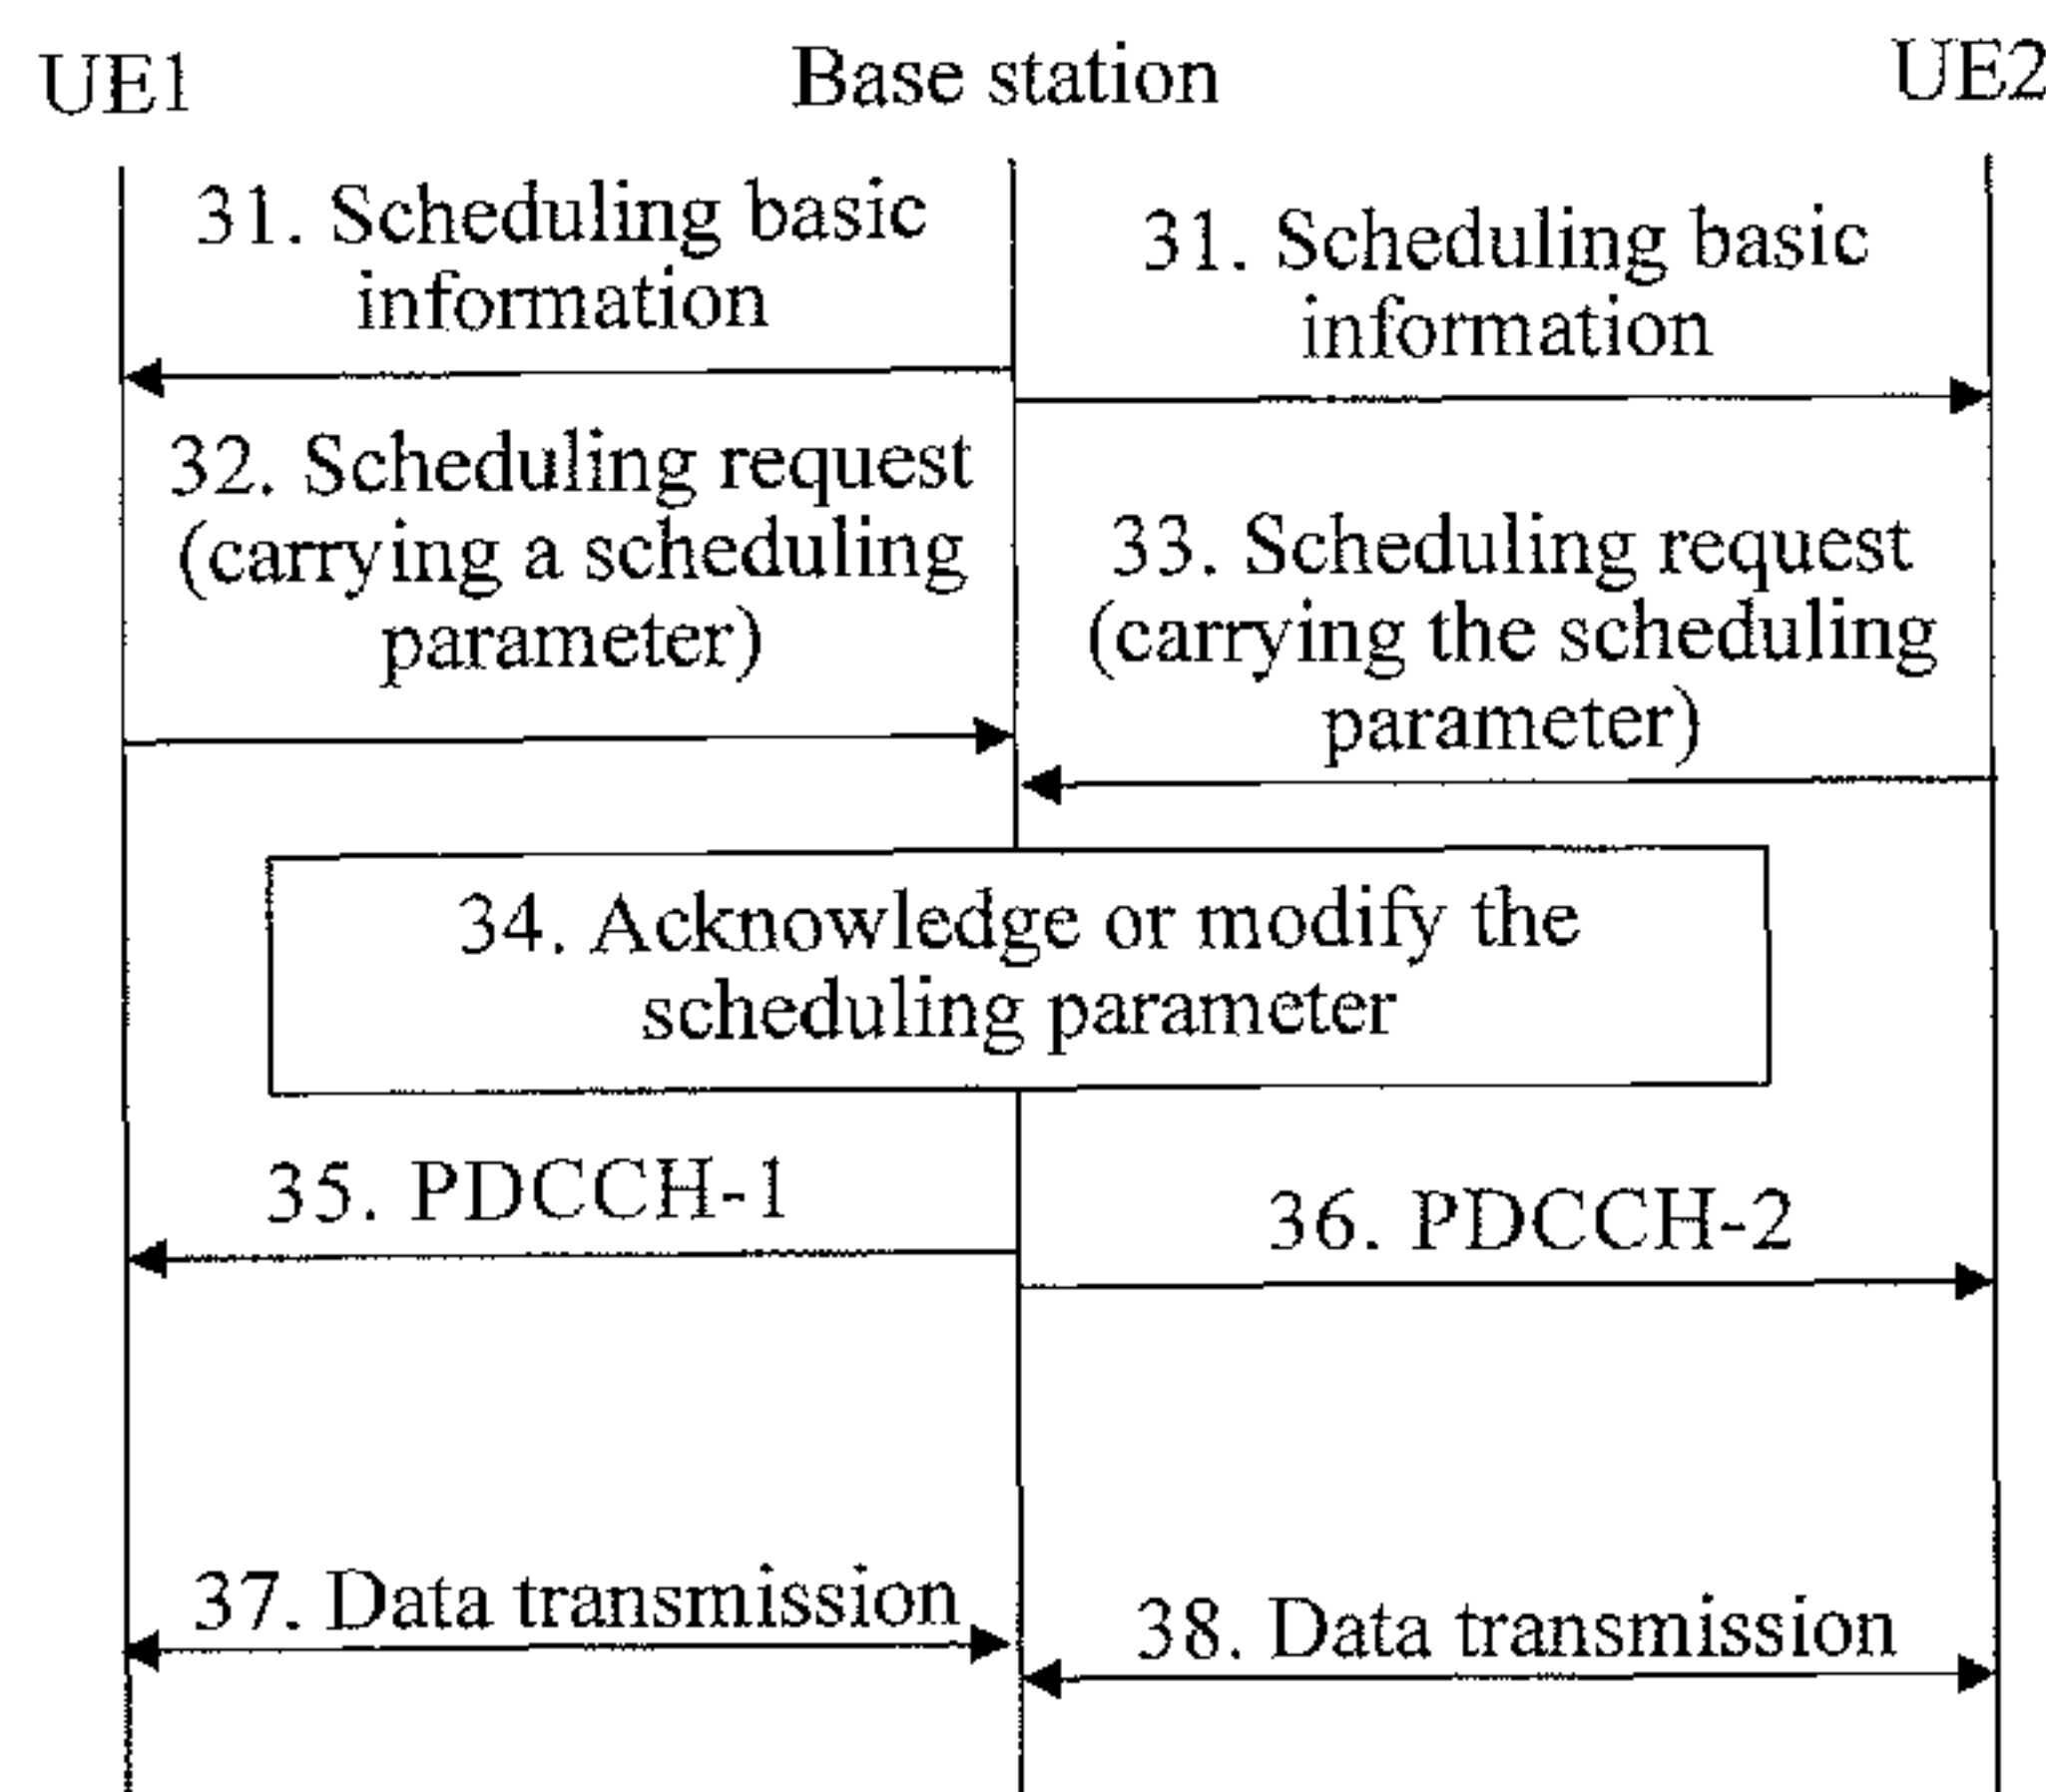 UE1
Base station
UE2
31. Scheduling basic
information
31. Scheduling basic
information
32. Scheduling request
(carrying a scheduling
parameter)
33. Scheduling request
(carrying the scheduling
parameter)
34. Acknowledge or modify the
scheduling parameter
35. PDCCH-1
36. PDCCH-2
37. Data transmission
38. Data transmission